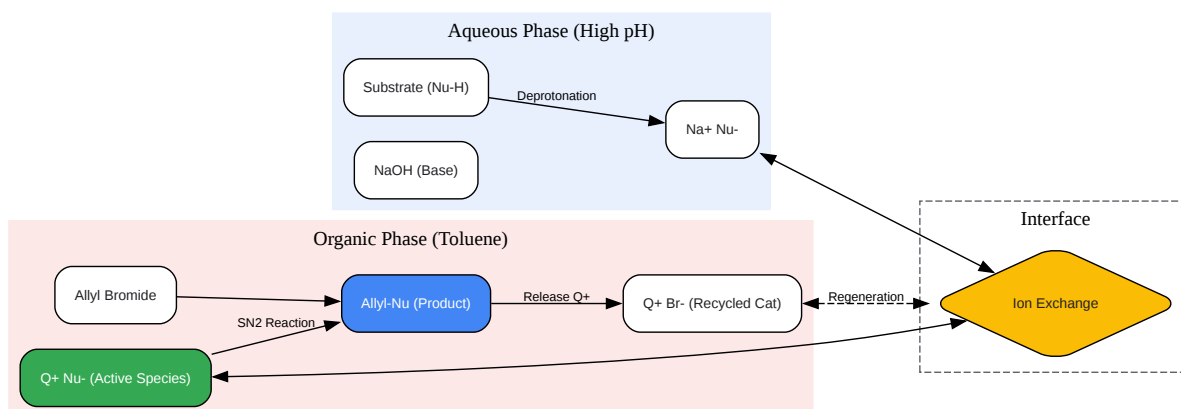 Aqueous Phase (High pH)
Substrate (Nu-H)
Deprotonation
Na+ Nu-
NaOH (Base)
Interface
Ion Exchange
Organic Phase (Toluene)
Allyl Bromide
Allyl-Nu (Product)
Release Q+
Q+ Br- (Recycled Cat)
Regeneration
SN2 Reaction
Q+ Nu- (Active Species)